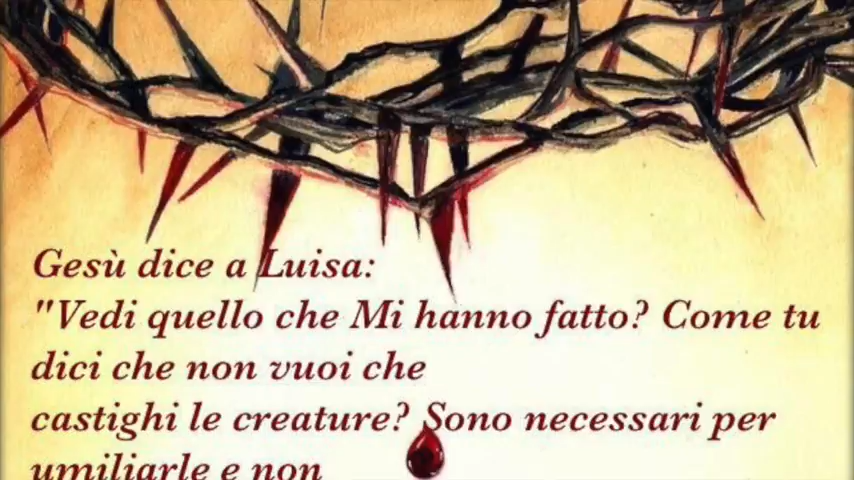 Gesù dice a Luisa:
"Vedi quello che Mi hanno fatto? Come tu
dici che non vuoi che
castighi le creature? Sono necessari per
umiliarle e non